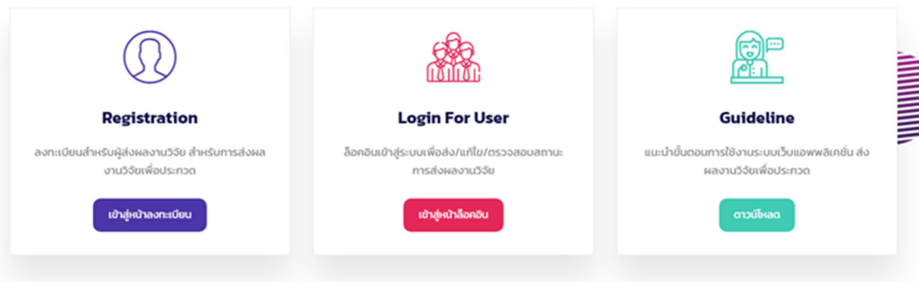 Registration
ลงทะเบียนสำหรับผู้ส่งผลงานวิจัย สำหรับการส่งผล
งานวิจัยเพื่อประกวด
เข้าสู่หน้าลงทะเบียน
Login For User
ล็อคอินเข้าสู่ระบบเพื่อส่ง/แก้ไข/ตรวจสอบสถานะ
การส่งผลงานวิจัย
เข้าสู่หน้าล็อคอิน
Guideline
แนะนำขั้นตอนการใช้งานระบบเว็บแอพพลิเคชั่น ส่ง
ผลงานวิจัยเพื่อประกวด
ดาวน์โหลด